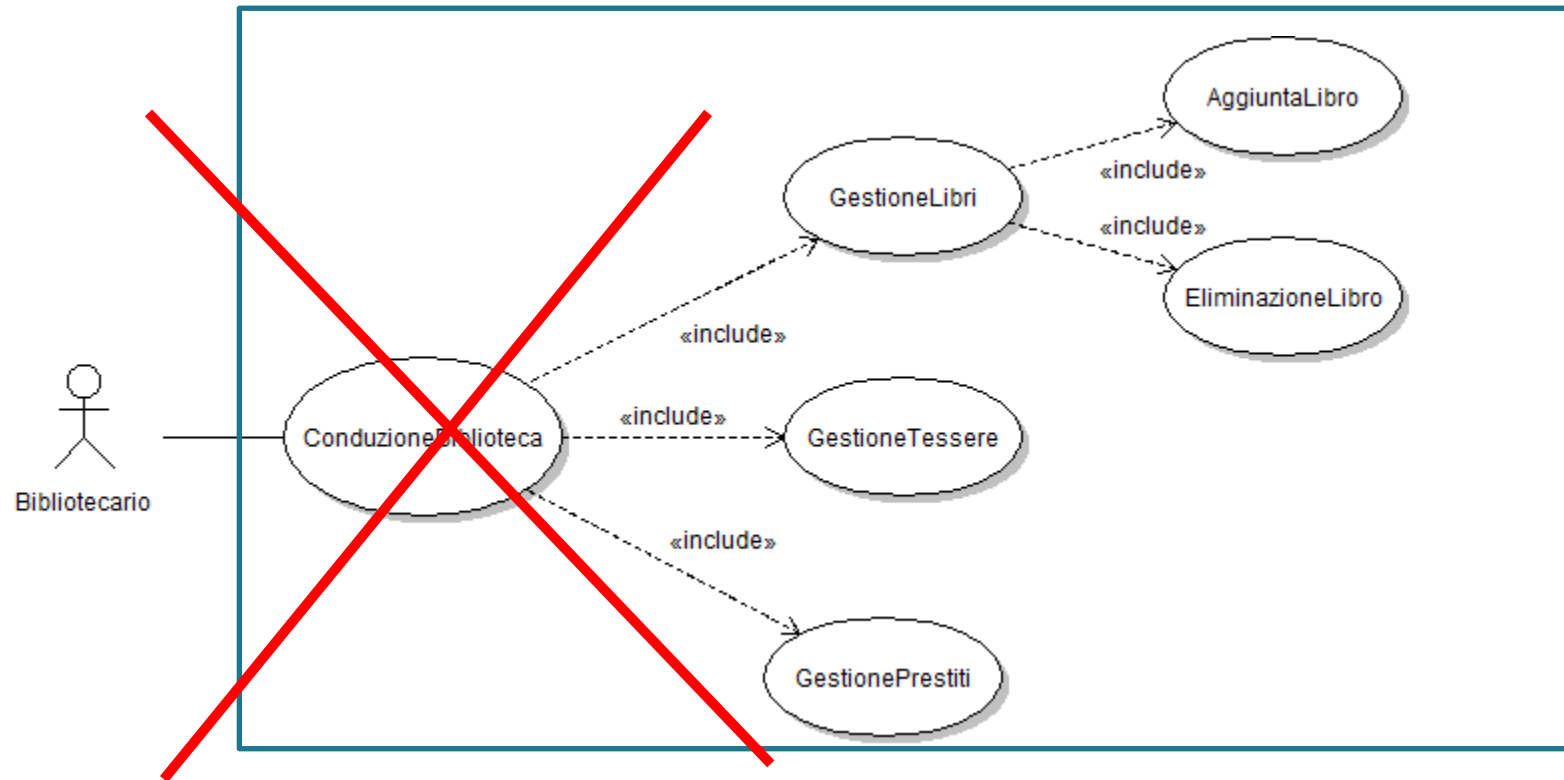 AggiuntaLibro
«include»
GestioneLibri
«include»
EliminazioneLibro
«include»
«include»
ConduzioneBiblioteca
GestioneTessere
Bibliotecario
«include»
GestionePrestiti